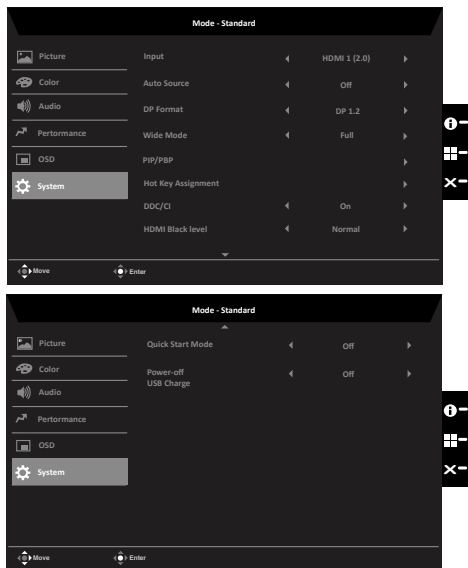 Mode - Standard
Picture
Input HDMI 1 (2.0)
Color
Auto Source Off
Audio
DP Format DP 1.2
Pertormance
Wide Mode Full
OSD
PIP/PBP
System
Hot Key Assignment
DDC/CI On
HDMI Black level Normal
Move Enter
Mode - Standard
Picture
Quick Start Mode Off
Color
Power-off Off
USB Charge
Audio
Pertormance
OSD
System
Move Enter